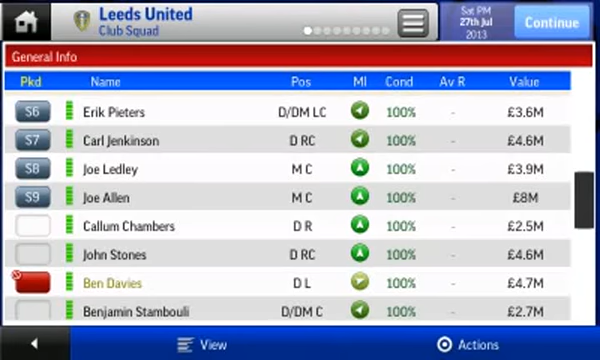 Leeds United
Club Squad
Sat PM
27th Jul
2013
Continue
General Info
Pkd Name Pos Ml Cond Av R Value
S6 Erik Pieters D/DM LC 100% - £3.6M
S7 Carl Jenkinson D RC 100% - £4.6M
S8 Joe Ledley M C 100% - £3.9M
S9 Joe Allen M C 100% - £8M
Callum Chambers D R 100% - £2.5M
John Stones D RC 100% - £4.6M
Ben Davies D L 100% - £4.7M
Benjamin Stambouli D/DM C 100% - £2.7M
View Actions